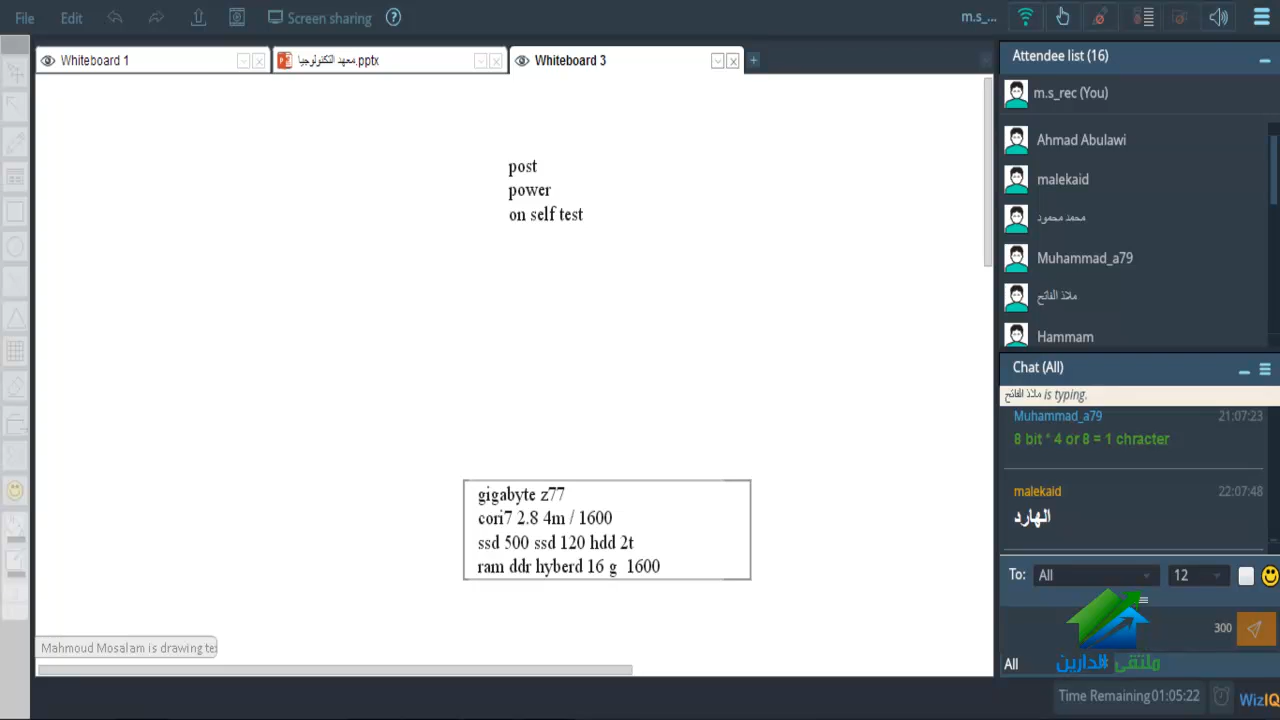 File Edit Screen sharing ? m.s_...
Whiteboard 1
معهد التكنولوجيا.pptx
Whiteboard 3
+
post
power
on self test
gigabyte z77
cori7 2.8 4m / 1600
ssd 500 ssd 120 hdd 2t
ram ddr hyberd 16 g 1600
Mahmoud Mosalam is drawing te
Attendee list (16)
m.s_rec (You)
Ahmad Abulawi
malekaid
محمد محمود
Muhammad_a79
ملاذ الفاتح
Hammam
Chat (All)
ملاذ الفاتح is typing.
Muhammad_a79 21:07:23
8 bit * 4 or 8 = 1 chracter
malekaid 22:07:48
الهارد
To: All 12
300
All
ملتقى الدارين
Time Remaining 01:05:22
WizIQ